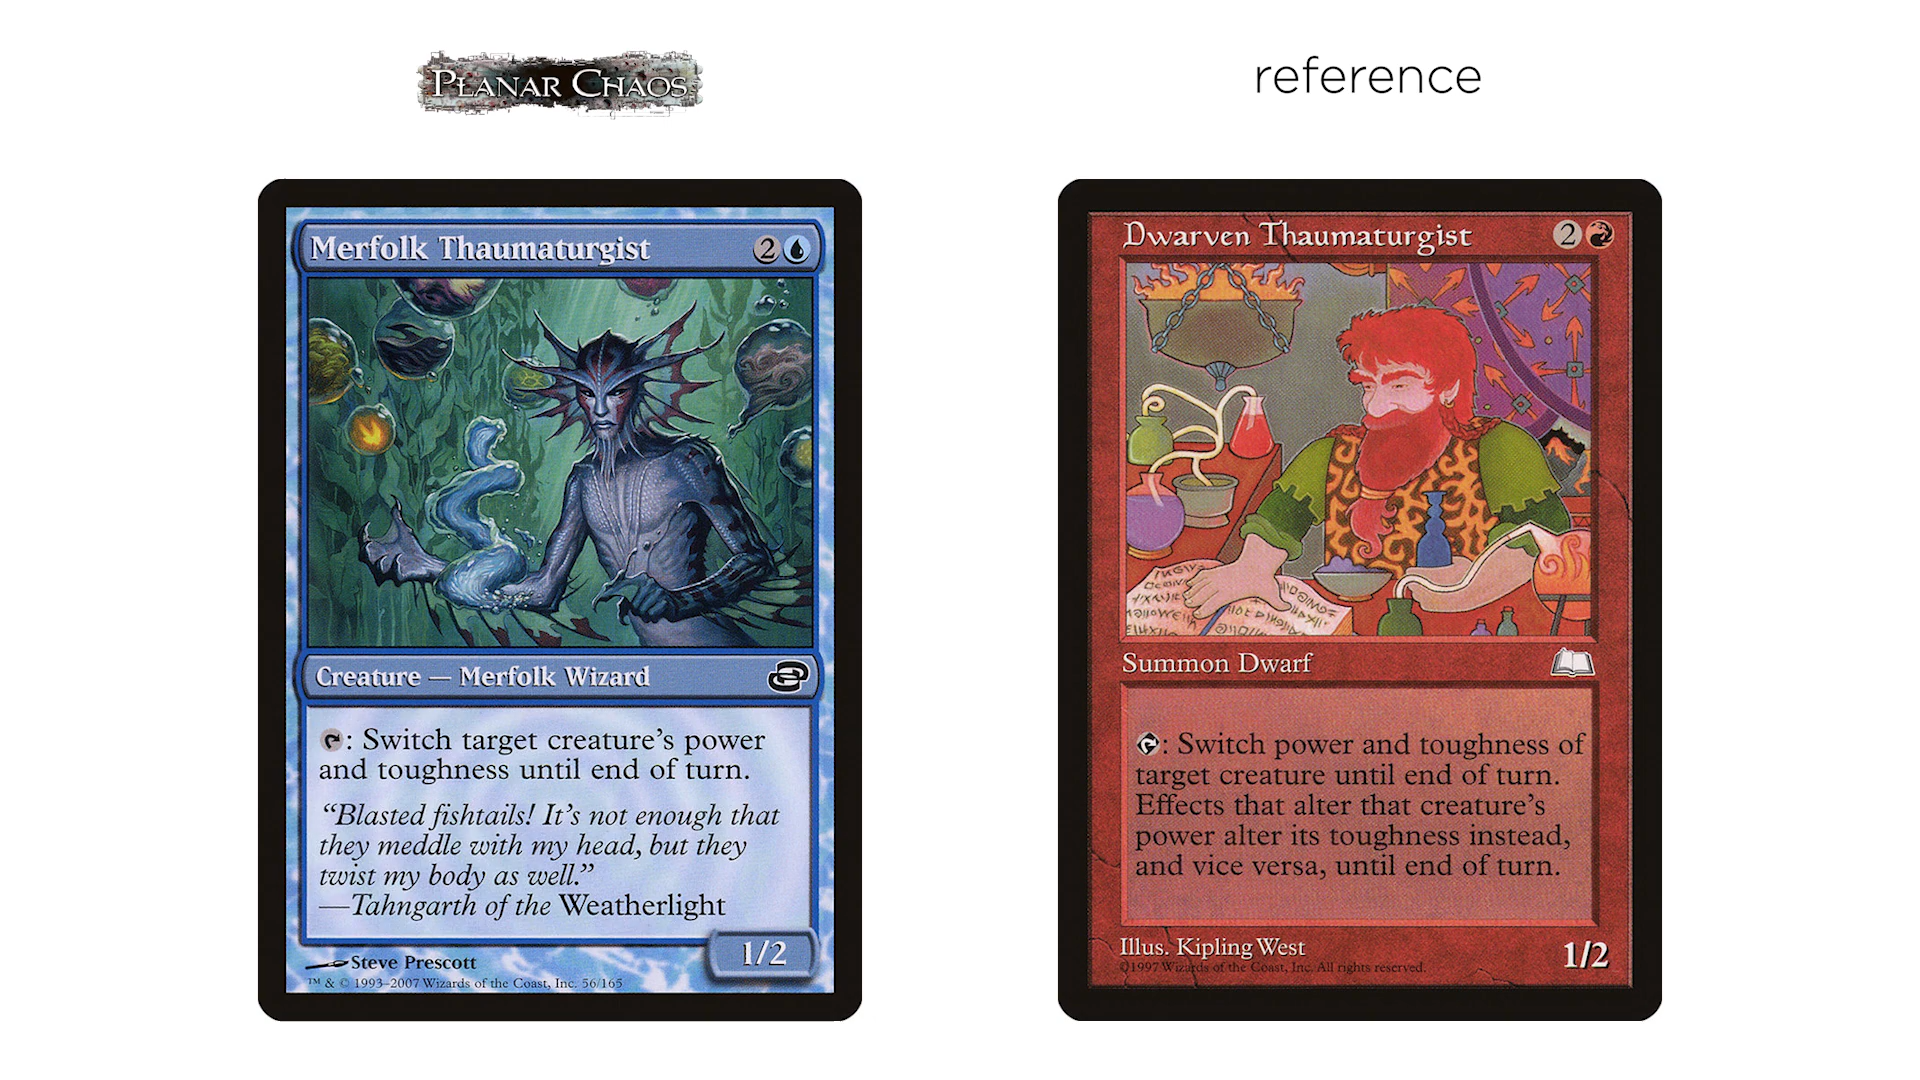 PLANAR CHAOS
reference
Merfolk Thaumaturgist 2
Creature — Merfolk Wizard
: Switch target creature's power
and toughness until end of turn.
"Blasted fishtails! It's not enough that
they meddle with my head, but they
twist my body as well."
—Tahngarth of the Weatherlight
1/2
Steve Prescott
™ & © 1993–2007 Wizards of the Coast, Inc. 56/165
Dwarven Thaumaturgist 2
Summon Dwarf
: Switch power and toughness of
target creature until end of turn.
Effects that alter that creature's
power alter its toughness instead,
and vice versa, until end of turn.
Illus. Kipling West
1/2
©1997 Wizards of the Coast, Inc. All rights reserved.